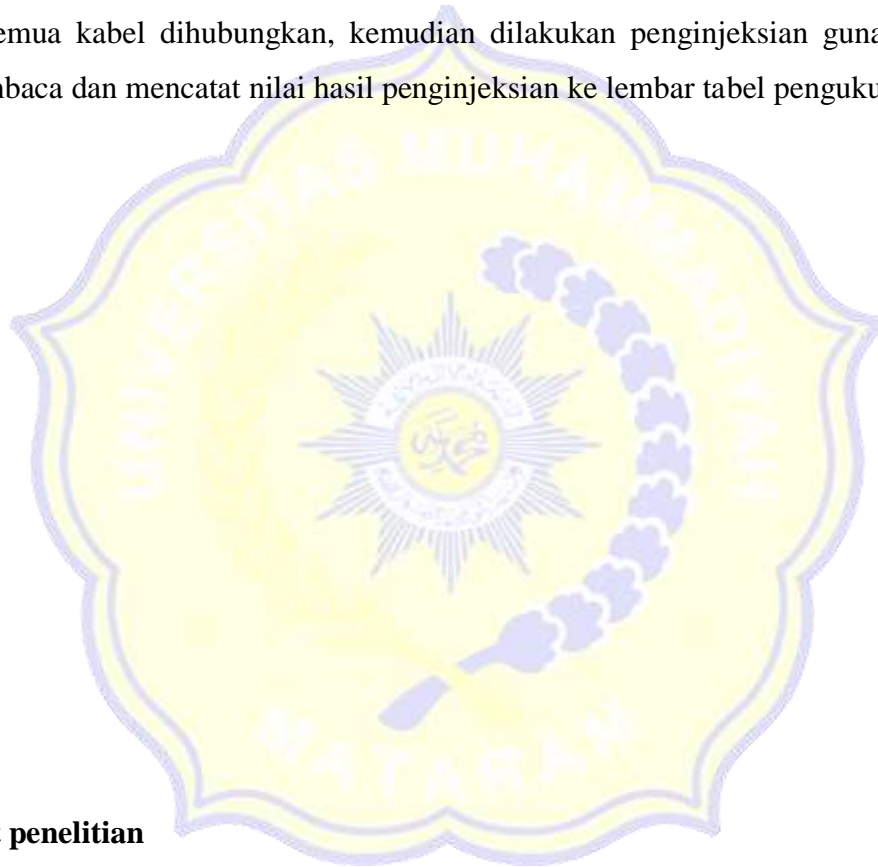 emua kabel dihubungkan, kemudian dilakukan penginjeksian guna
nbaca dan mencatat nilai hasil penginjeksian ke lembar tabel penguku
UNIVERSITAS MUHAMMADIYAH
MATARAM
penelitian